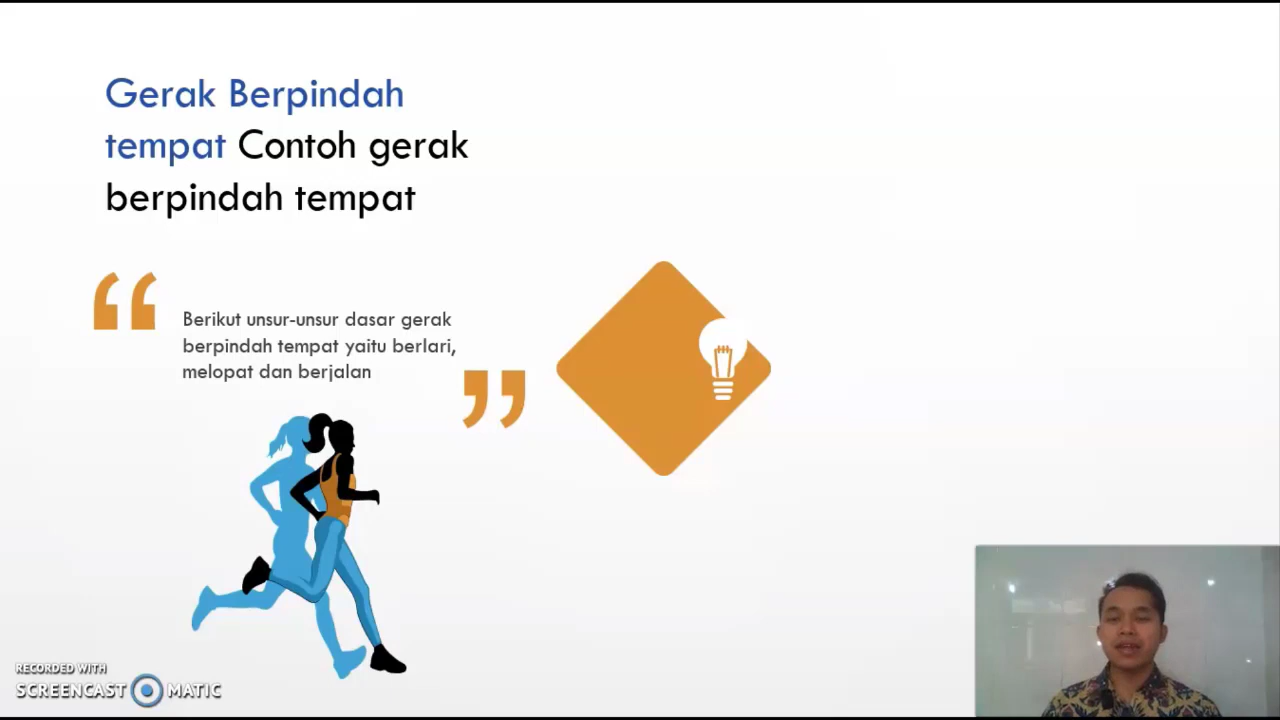 Gerak Berpindah
tempat Contoh gerak
berpindah tempat
“
Berikut unsur-unsur dasar gerak
berpindah tempat yaitu berlari,
melopat dan berjalan
”
RECORDED WITH
SCREENCAST MATIC